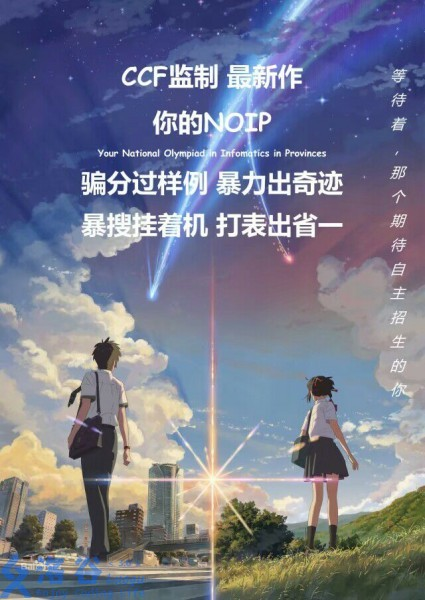 CCF监制 最新作
你的NOIP
Your National Olympiad in Infomatics in Provinces
骗分过样例 暴力出奇迹
暴搜挂着机 打表出省一
等待着，那个期待自主招生的你